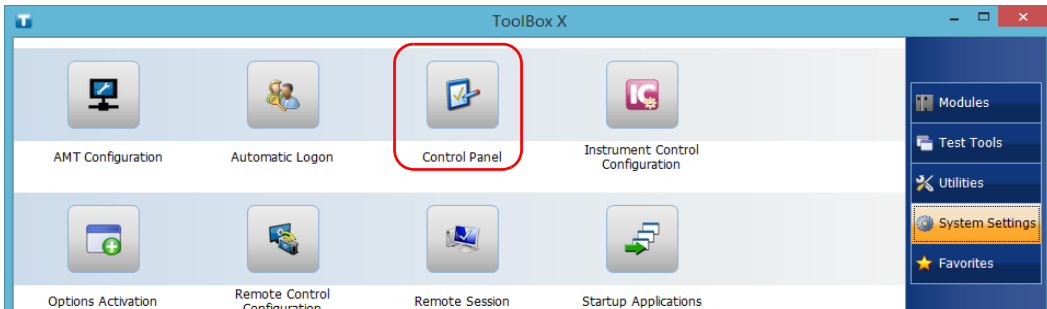 ToolBox X
AMT Configuration
Automatic Logon
Control Panel
Instrument Control
Configuration
Options Activation
Remote Control
Configuration
Remote Session
Startup Applications
Modules
Test Tools
Utilities
System Settings
Favorites